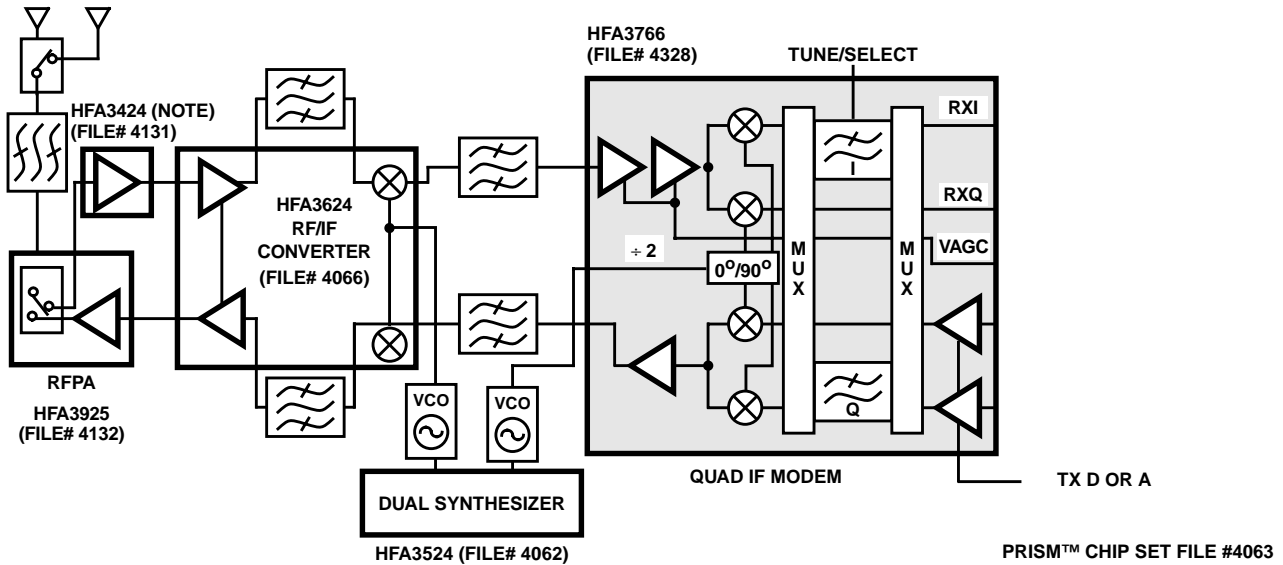 HFA3766
(FILE# 4328)
TUNE/SELECT
HFA3424 (NOTE)
(FILE# 4131)
RXI
I
HFA3624
RF/IF
CONVERTER
(FILE# 4066)
RXQ
÷ 2
VAGC
0°/90°
MUX
MUX
RFPA
HFA3925
(FILE# 4132)
VCO
VCO
Q
QUAD IF MODEM
TX D OR A
DUAL SYNTHESIZER
HFA3524 (FILE# 4062)
PRISM™ CHIP SET FILE #4063